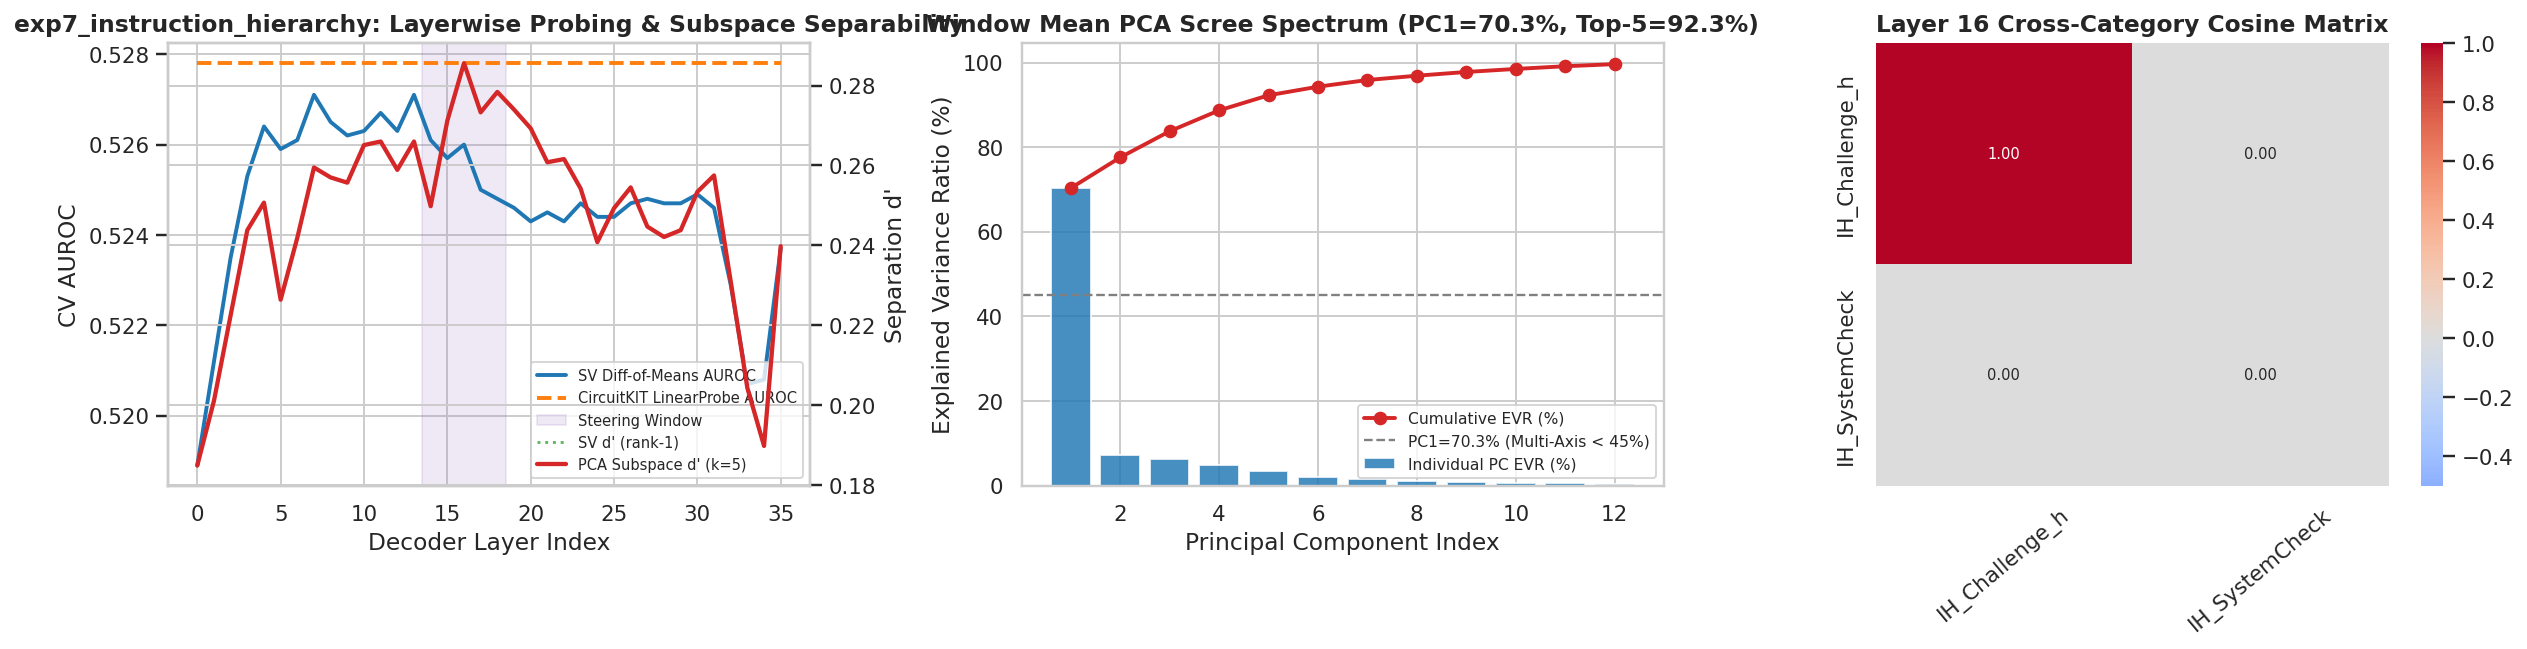 exp7_instruction_hierarchy: Layerwise Probing & Subspace Separability
0.528
0.526
0.524
0.522
0.520
CV AUROC
0.28
0.26
0.24
0.22
0.20
0.18
Separation d'
SV Diff-of-Means AUROC
CircuitKIT LinearProbe AUROC
Steering Window
SV d' (rank-1)
PCA Subspace d' (k=5)
0 5 10 15 20 25 30 35
Decoder Layer Index
Window Mean PCA Scree Spectrum (PC1=70.3%, Top-5=92.3%)
100
80
60
40
20
0
Explained Variance Ratio (%)
Cumulative EVR (%)
PC1=70.3% (Multi-Axis < 45%)
Individual PC EVR (%)
2 4 6 8 10 12
Principal Component Index
Layer 16 Cross-Category Cosine Matrix
IH_Challenge_h
IH_SystemCheck
1.00 0.00
0.00 0.00
IH_Challenge_h
IH_SystemCheck
1.0
0.8
0.6
0.4
0.2
0.0
−0.2
−0.4